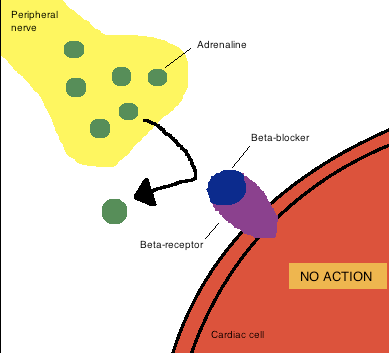 Peripheral
nerve
Adrenaline
Beta-blocker
Beta-receptor
NO ACTION
Cardiac cell